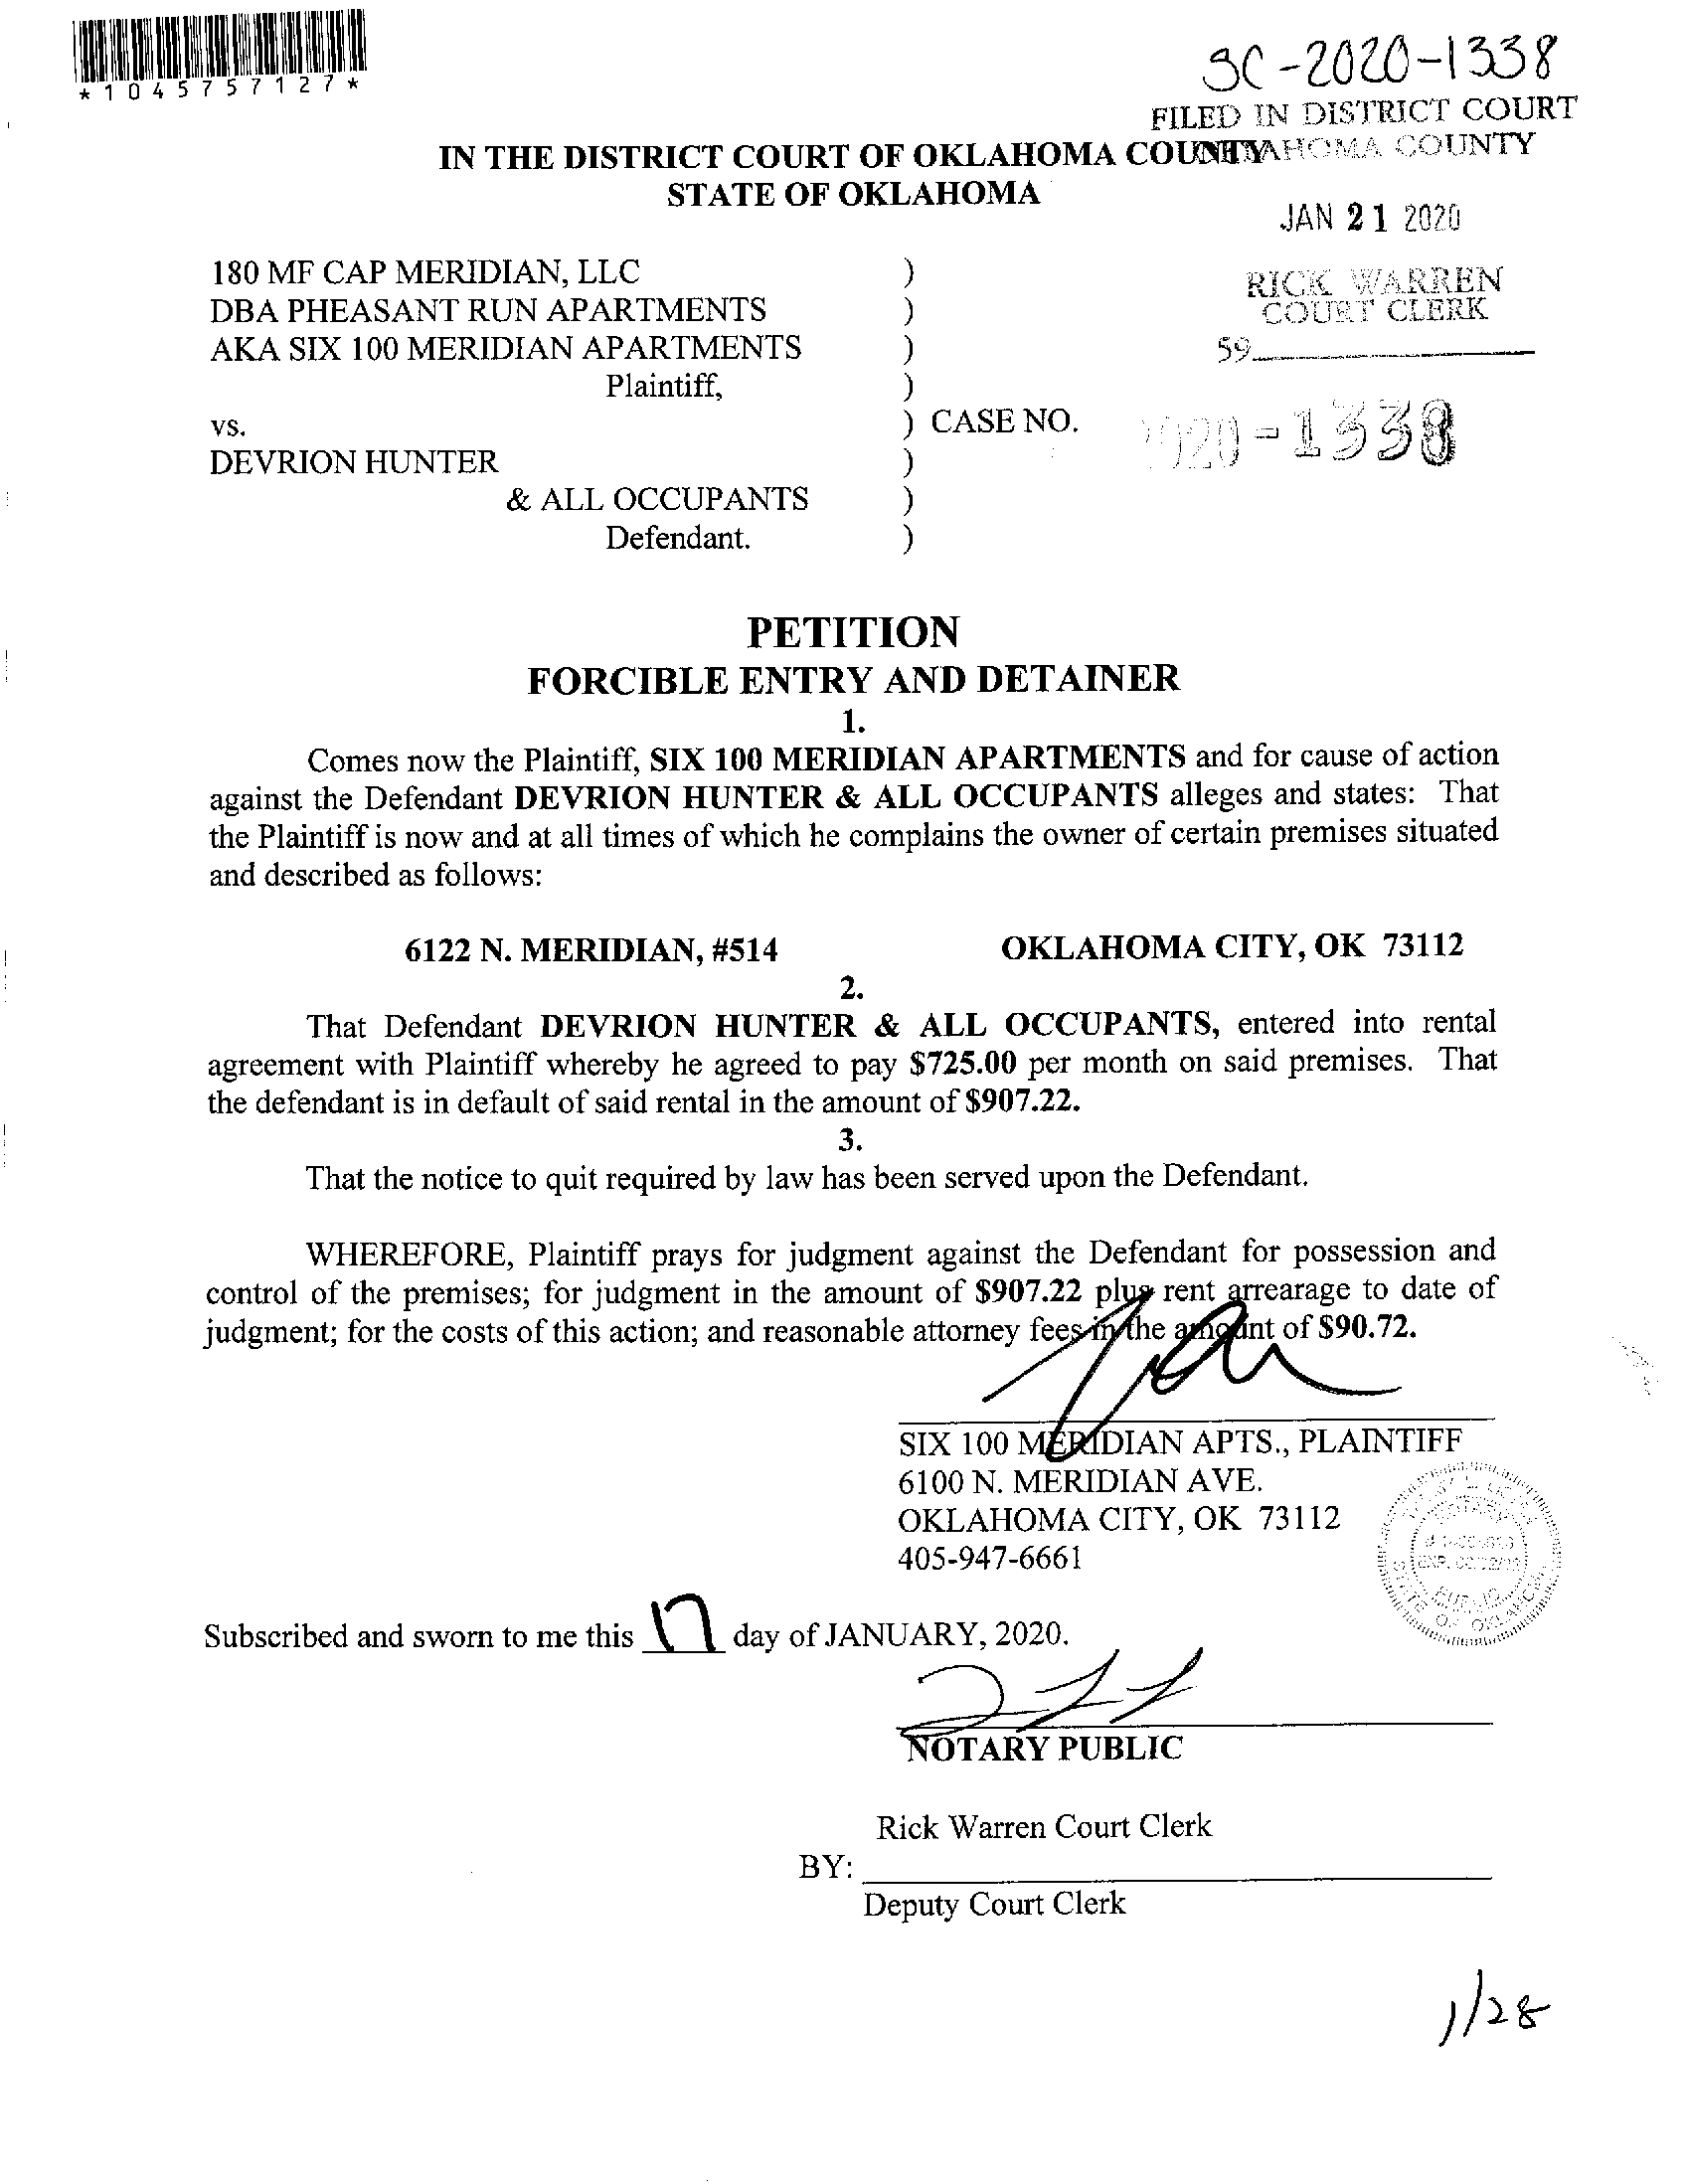 *1045757127*
SC-2020-1338
FILED IN DISTRICT COURT
OKLAHOMA COUNTY
IN THE DISTRICT COURT OF OKLAHOMA COUNTY
STATE OF OKLAHOMA
JAN 21 2020
180 MF CAP MERIDIAN, LLC )
DBA PHEASANT RUN APARTMENTS )
AKA SIX 100 MERIDIAN APARTMENTS )
Plaintiff, )
RICK WARREN
COURT CLERK
59
vs. ) CASE NO. 2020-1338
DEVRION HUNTER )
& ALL OCCUPANTS )
Defendant. )
PETITION
FORCIBLE ENTRY AND DETAINER
1.
Comes now the Plaintiff, SIX 100 MERIDIAN APARTMENTS and for cause of action
against the Defendant DEVRION HUNTER & ALL OCCUPANTS alleges and states: That
the Plaintiff is now and at all times of which he complains the owner of certain premises situated
and described as follows:
6122 N. MERIDIAN, #514 OKLAHOMA CITY, OK 73112
2.
That Defendant DEVRION HUNTER & ALL OCCUPANTS, entered into rental
agreement with Plaintiff whereby he agreed to pay $725.00 per month on said premises. That
the defendant is in default of said rental in the amount of $907.22.
3.
That the notice to quit required by law has been served upon the Defendant.
WHEREFORE, Plaintiff prays for judgment against the Defendant for possession and
control of the premises; for judgment in the amount of $907.22 plus rent arrearage to date of
judgment; for the costs of this action; and reasonable attorney fees in the amount of $90.72.
SIX 100 MERIDIAN APTS., PLAINTIFF
6100 N. MERIDIAN AVE.
OKLAHOMA CITY, OK 73112
405-947-6661
STATE OF OKLAHOMA
Subscribed and sworn to me this 17 day of JANUARY, 2020.
NOTARY PUBLIC
Rick Warren Court Clerk
BY:
Deputy Court Clerk
1/28